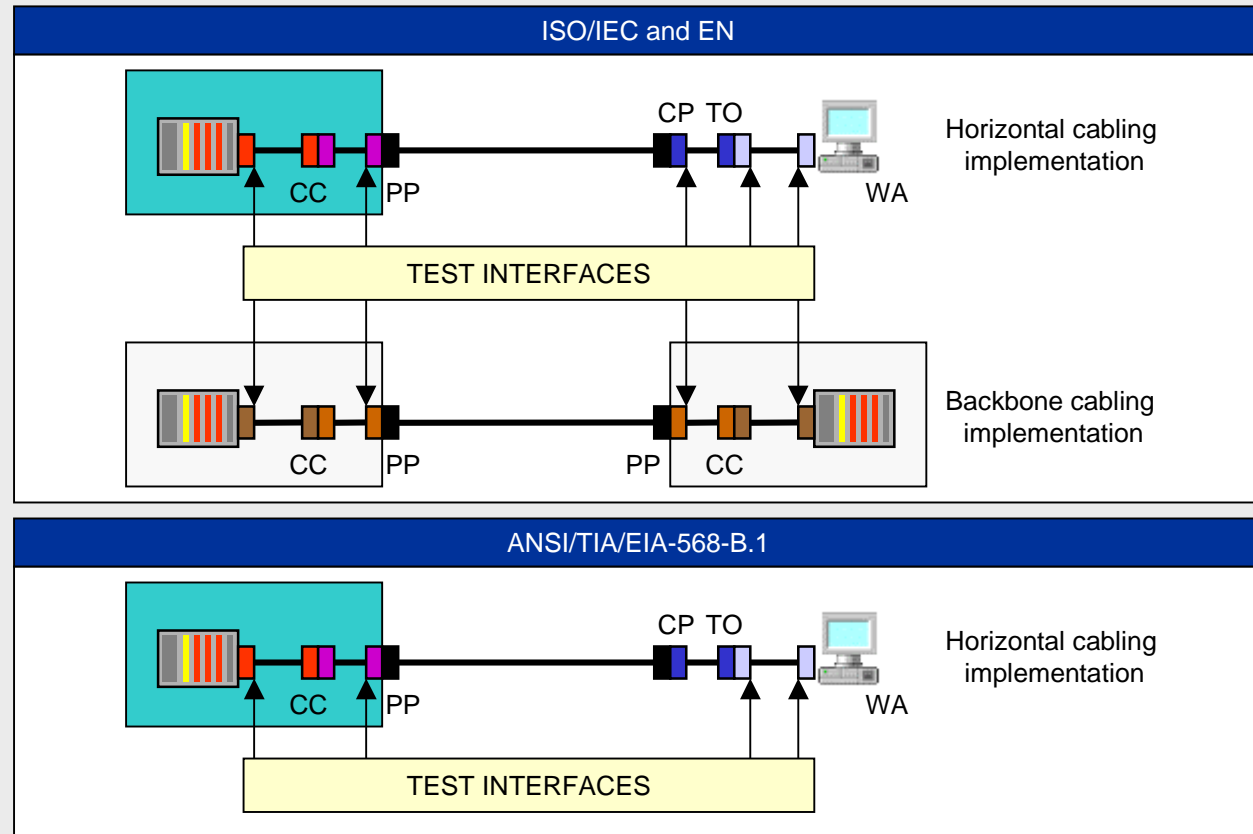 ISO/IEC and EN
CP TO
Horizontal cabling
implementation
CC PP WA
TEST INTERFACES
Backbone cabling
implementation
CC PP PP CC
ANSI/TIA/EIA-568-B.1
CP TO
Horizontal cabling
implementation
CC PP WA
TEST INTERFACES